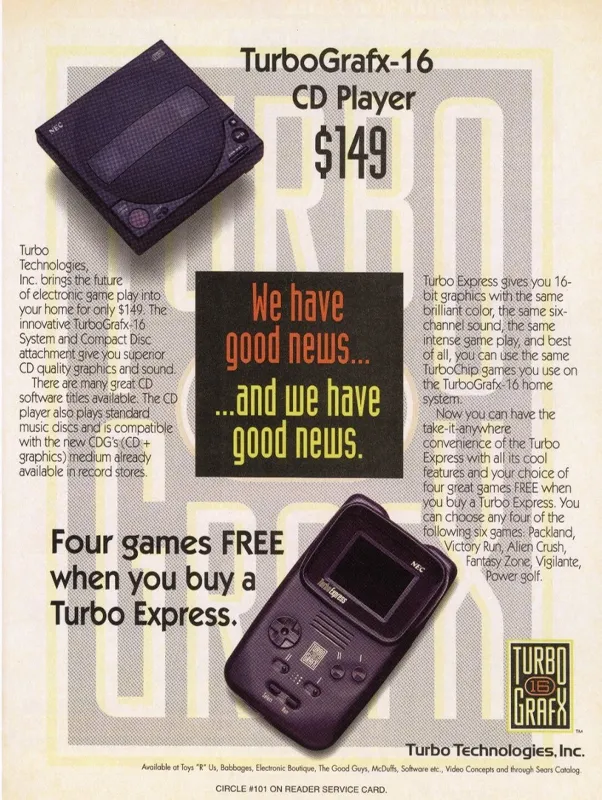 TurboGrafx-16
CD Player
$149
NEC
Turbo
Technologies,
Inc. brings the future
of electronic game play into
your home for only $149. The
innovative TurboGrafx-16
System and Compact Disc
attachment give you superior
CD quality graphics and sound.
There are many great CD
software titles available. The CD
player also plays standard
music discs and is compatible
with the new CDG's (CD +
graphics) medium already
available in record stores.
We have
good news...
...and we have
good news.
Turbo Express gives you 16-
bit graphics with the same
brilliant color, the same six-
channel sound, the same
intense game play, and best
of all, you can use the same
TurboChip games you use on
the TurboGrafx-16 home
system.
Now you can have the
take-it-anywhere
convenience of the Turbo
Express with all its cool
features and your choice of
four great games FREE when
you buy a Turbo Express. You
can choose any four of the
following six games: Packland,
Victory Run, Alien Crush,
Fantasy Zone, Vigilante,
Power golf.
Four games FREE
when you buy a
Turbo Express.
NEC
TurboExpress
II I
Select Run
TURBO
16
GRAFX
TM
Turbo Technologies, Inc.
Available at Toys "R" Us, Babbages, Electronic Boutique, The Good Guys, McDuffs, Software etc., Video Concepts and through Sears Catalog.
CIRCLE #101 ON READER SERVICE CARD.